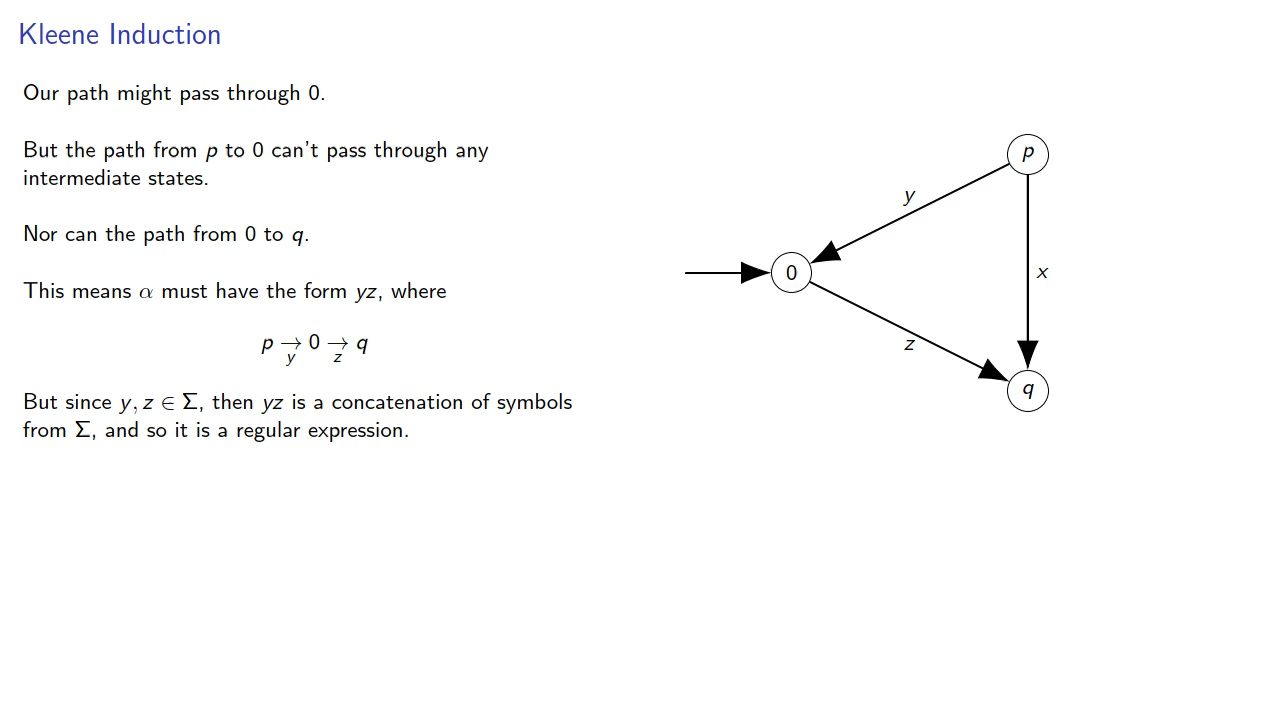 Kleene Induction
Our path might pass through 0.
But the path from p to 0 can't pass through any
intermediate states.
Nor can the path from 0 to q.
This means α must have the form yz, where
p →y 0 →z q
But since y, z ∈ Σ, then yz is a concatenation of symbols
from Σ, and so it is a regular expression.
p
y
0
x
z
q